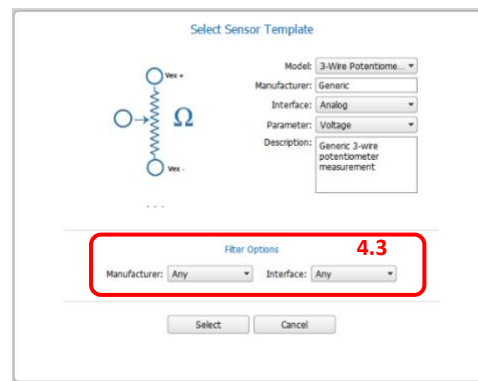 Select Sensor Template
Vex +
Ω
Vex -
Model: 3-Wire Potentiome...
Manufacturer: Generic
Interface: Analog
Parameter: Voltage
Description: Generic 3-wire
potentiometer
measurement
. . .
Filter Options
4.3
Manufacturer: Any Interface: Any
Select Cancel